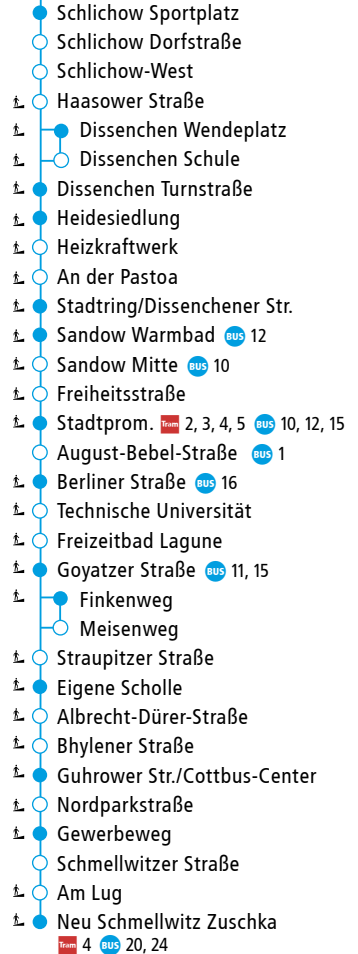 Schlichow Sportplatz
Schlichow Dorfstraße
Schlichow-West
Haasower Straße
Dissenchen Wendeplatz
Dissenchen Schule
Dissenchen Turnstraße
Heidesiedlung
Heizkraftwerk
An der Pastoa
Stadtring/Dissenchener Str.
Sandow Warmbad BUS 12
Sandow Mitte BUS 10
Freiheitsstraße
Stadtprom. Tram 2, 3, 4, 5 BUS 10, 12, 15
August-Bebel-Straße BUS 1
Berliner Straße BUS 16
Technische Universität
Freizeitbad Lagune
Goyatzer Straße BUS 11, 15
Finkenweg
Meisenweg
Straupitzer Straße
Eigene Scholle
Albrecht-Dürer-Straße
Bhylener Straße
Guhrower Str./Cottbus-Center
Nordparkstraße
Gewerbeweg
Schmellwitzer Straße
Am Lug
Neu Schmellwitz Zuschka
Tram 4 BUS 20, 24